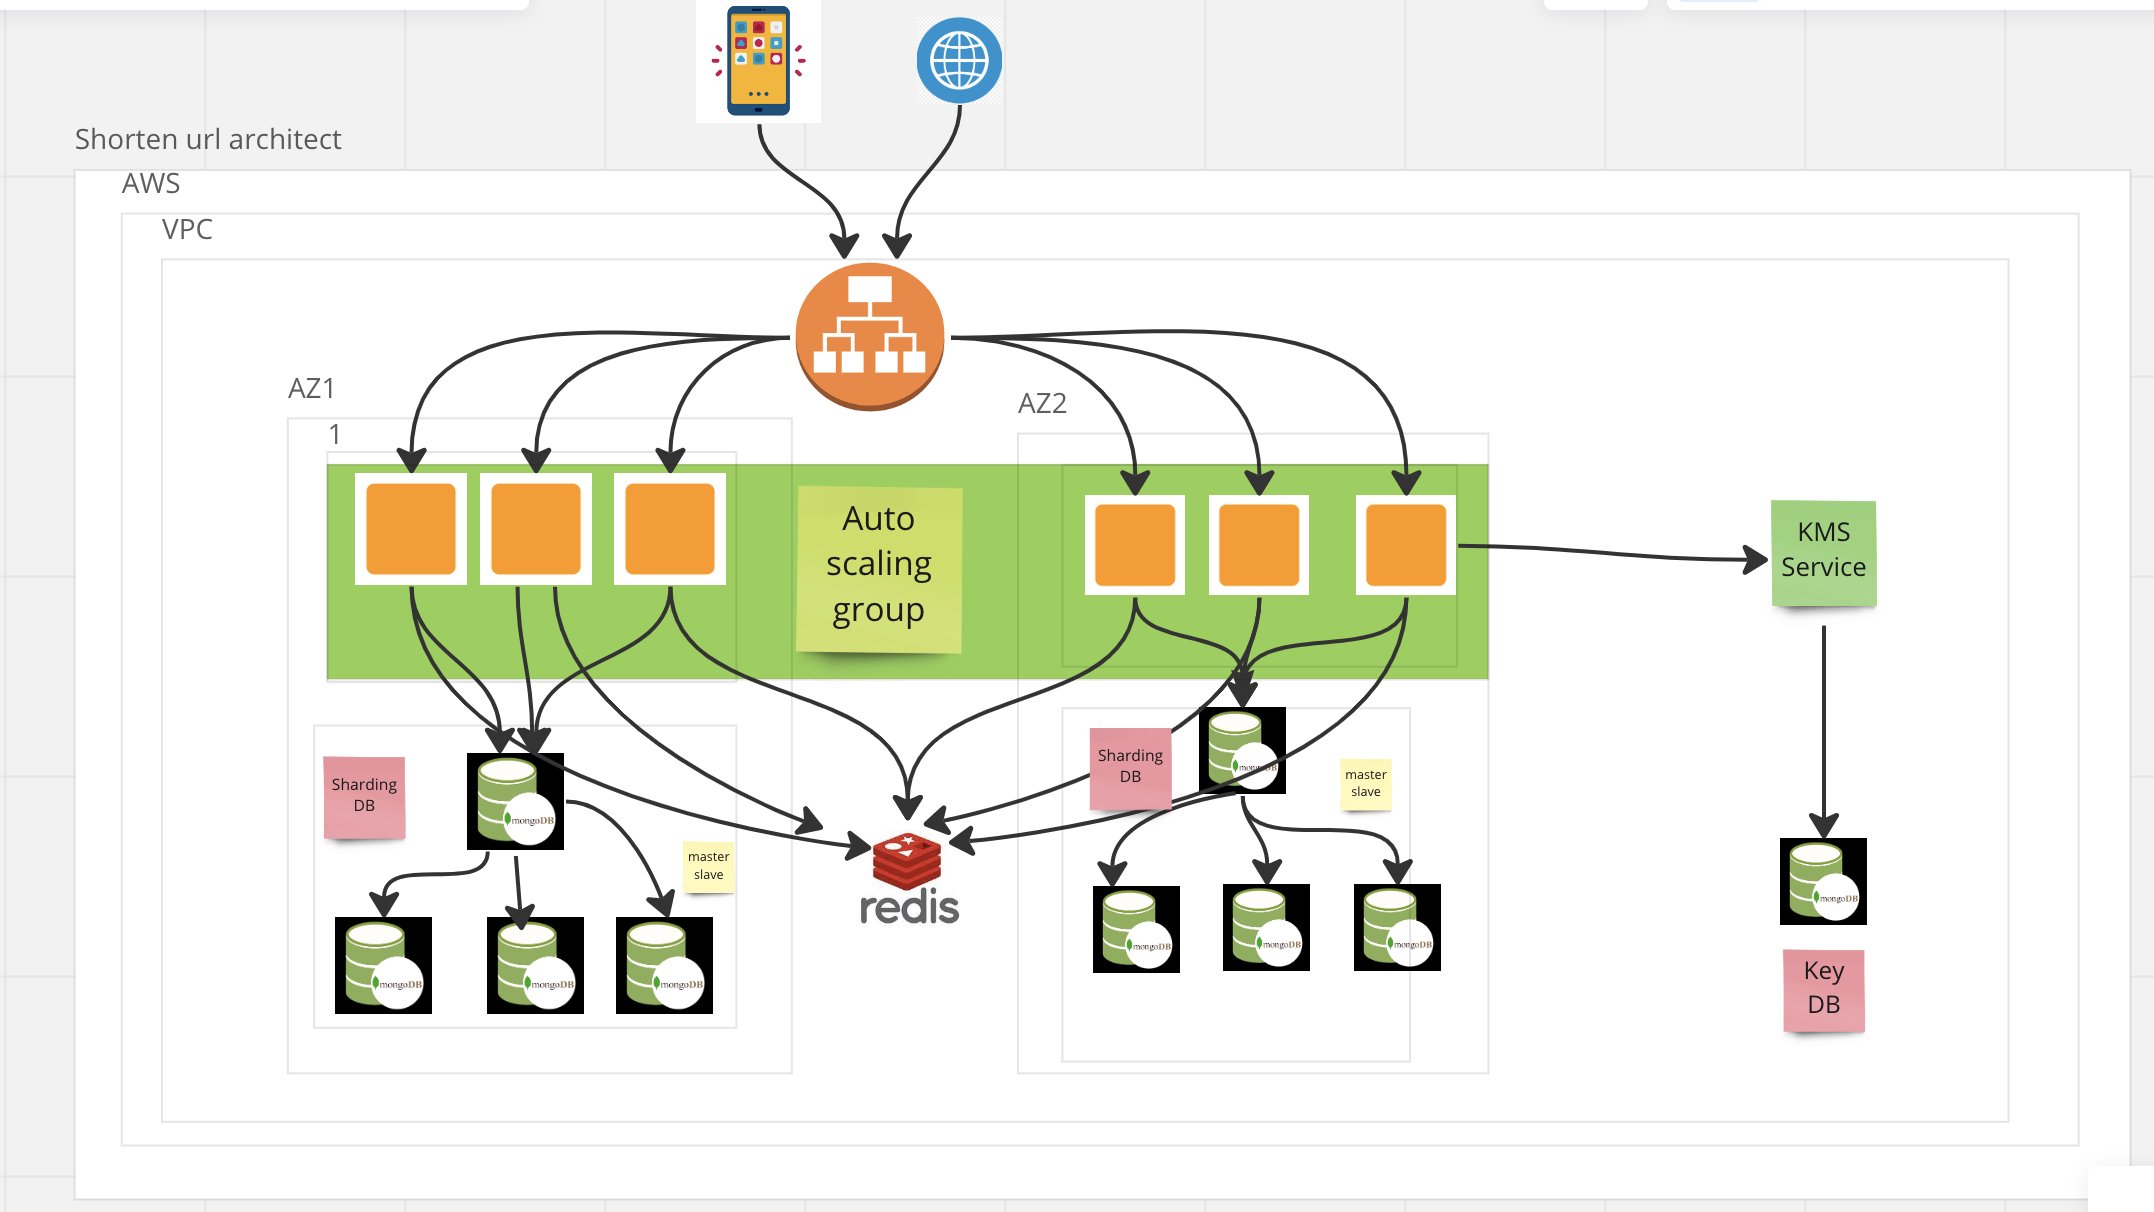 Shorten url architect
AWS
VPC
AZ1
AZ2
1
Auto
scaling
group
KMS
Service
Sharding
DB
mongoDB
master
slave
mongoDB
mongoDB
mongoDB
redis
Sharding
DB
mongoDB
master
slave
mongoDB
mongoDB
mongoDB
mongoDB
Key
DB